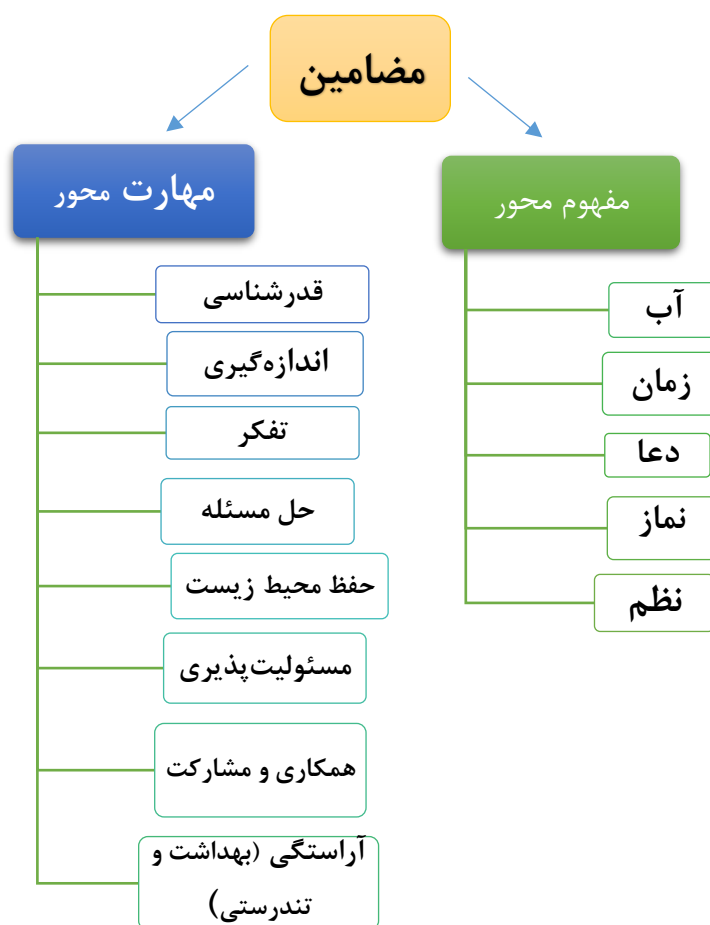 مضامین
مفهوم محور
آب
زمان
دعا
نماز
نظم
مهارت محور
قدرشناسی
اندازه‌گیری
تفکر
حل مسئله
حفظ محیط زیست
مسئولیت‌پذیری
همکاری و مشارکت
آراستگی (بهداشت و
تندرستی)